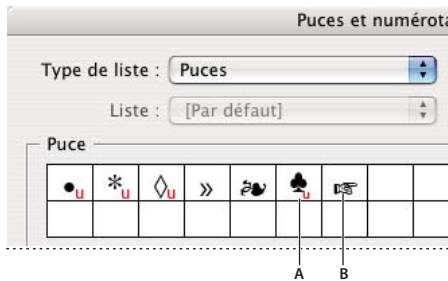 Puces et numérota
Type de liste : Puces
Liste : [Par défaut]
Puce
•u *u ◊u » ❧ ♣u ☞
A B